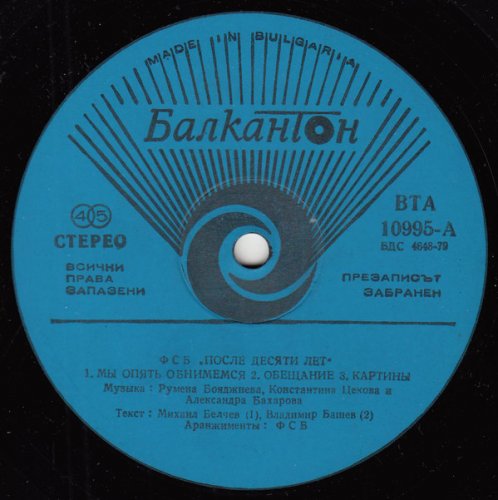 MADE IN BULGARIA
Балкантон
45
СТЕРЕО
ВСИЧКИ
ПРАВА
ЗАПАЗЕНИ
ВТА
10995-А
БДС 4648-79
ПРЕЗАПИСЪТ
ЗАБРАНЕН
ФСБ „ПОСЛЕ ДЕСЯТИ ЛЕТ“
1. МЫ ОПЯТЬ ОБНИМЕМСЯ 2. ОБЕЩАНИЕ 3. КАРТИНЫ
Музыка : Румена Бояджиева, Константина Цекова и
Александра Бахарова
Текст : Михаил Белчев (1), Владимир Башев (2)
Аранжименты : ФСБ